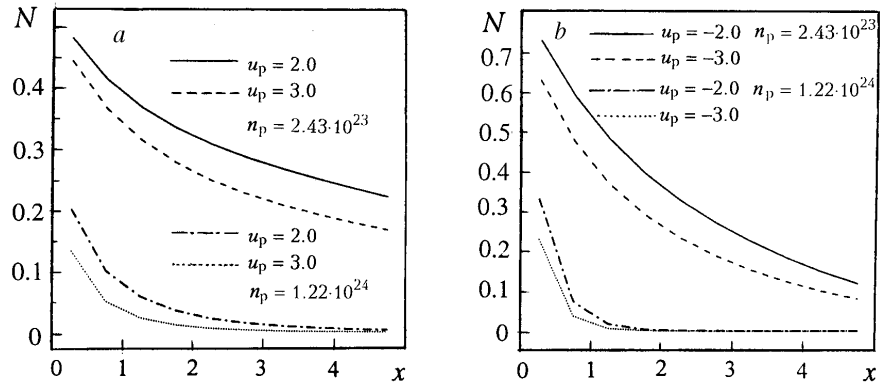 N
a
u_p = 2.0
u_p = 3.0
n_p = 2.43·10^23
u_p = 2.0
u_p = 3.0
n_p = 1.22·10^24
0.4
0.3
0.2
0.1
0
0 1 2 3 4 x
N
b
u_p = −2.0 n_p = 2.43·10^23
u_p = −3.0
u_p = −2.0 n_p = 1.22·10^24
u_p = −3.0
0.7
0.6
0.5
0.4
0.3
0.2
0.1
0
0 1 2 3 4 x